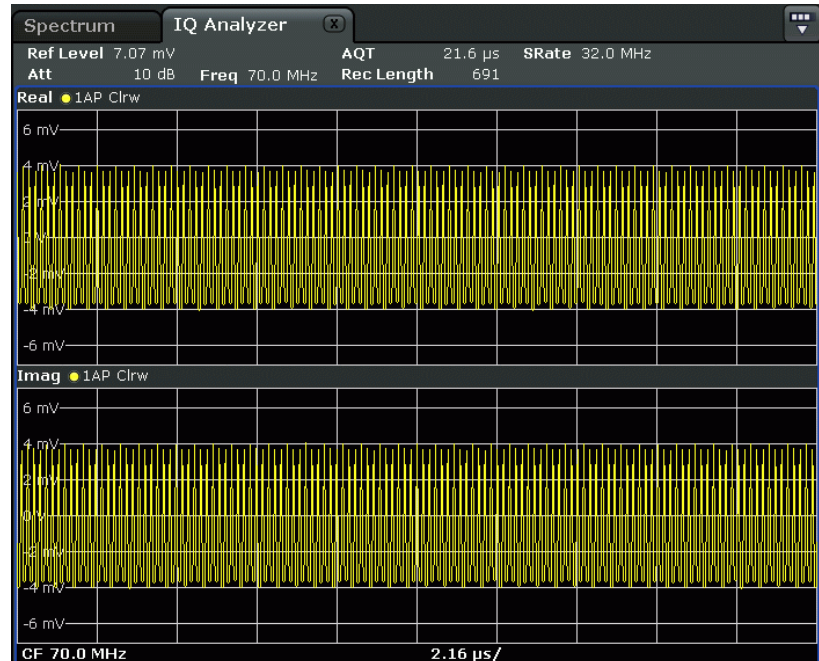 Spectrum IQ Analyzer X
Ref Level 7.07 mV AQT 21.6 µs SRate 32.0 MHz
Att 10 dB Freq 70.0 MHz Rec Length 691
Real 1AP Clrw
6 mV
4 mV
2 mV
0 V
-2 mV
-4 mV
-6 mV
Imag 1AP Clrw
6 mV
4 mV
2 mV
0 V
-2 mV
-4 mV
-6 mV
CF 70.0 MHz 2.16 µs/